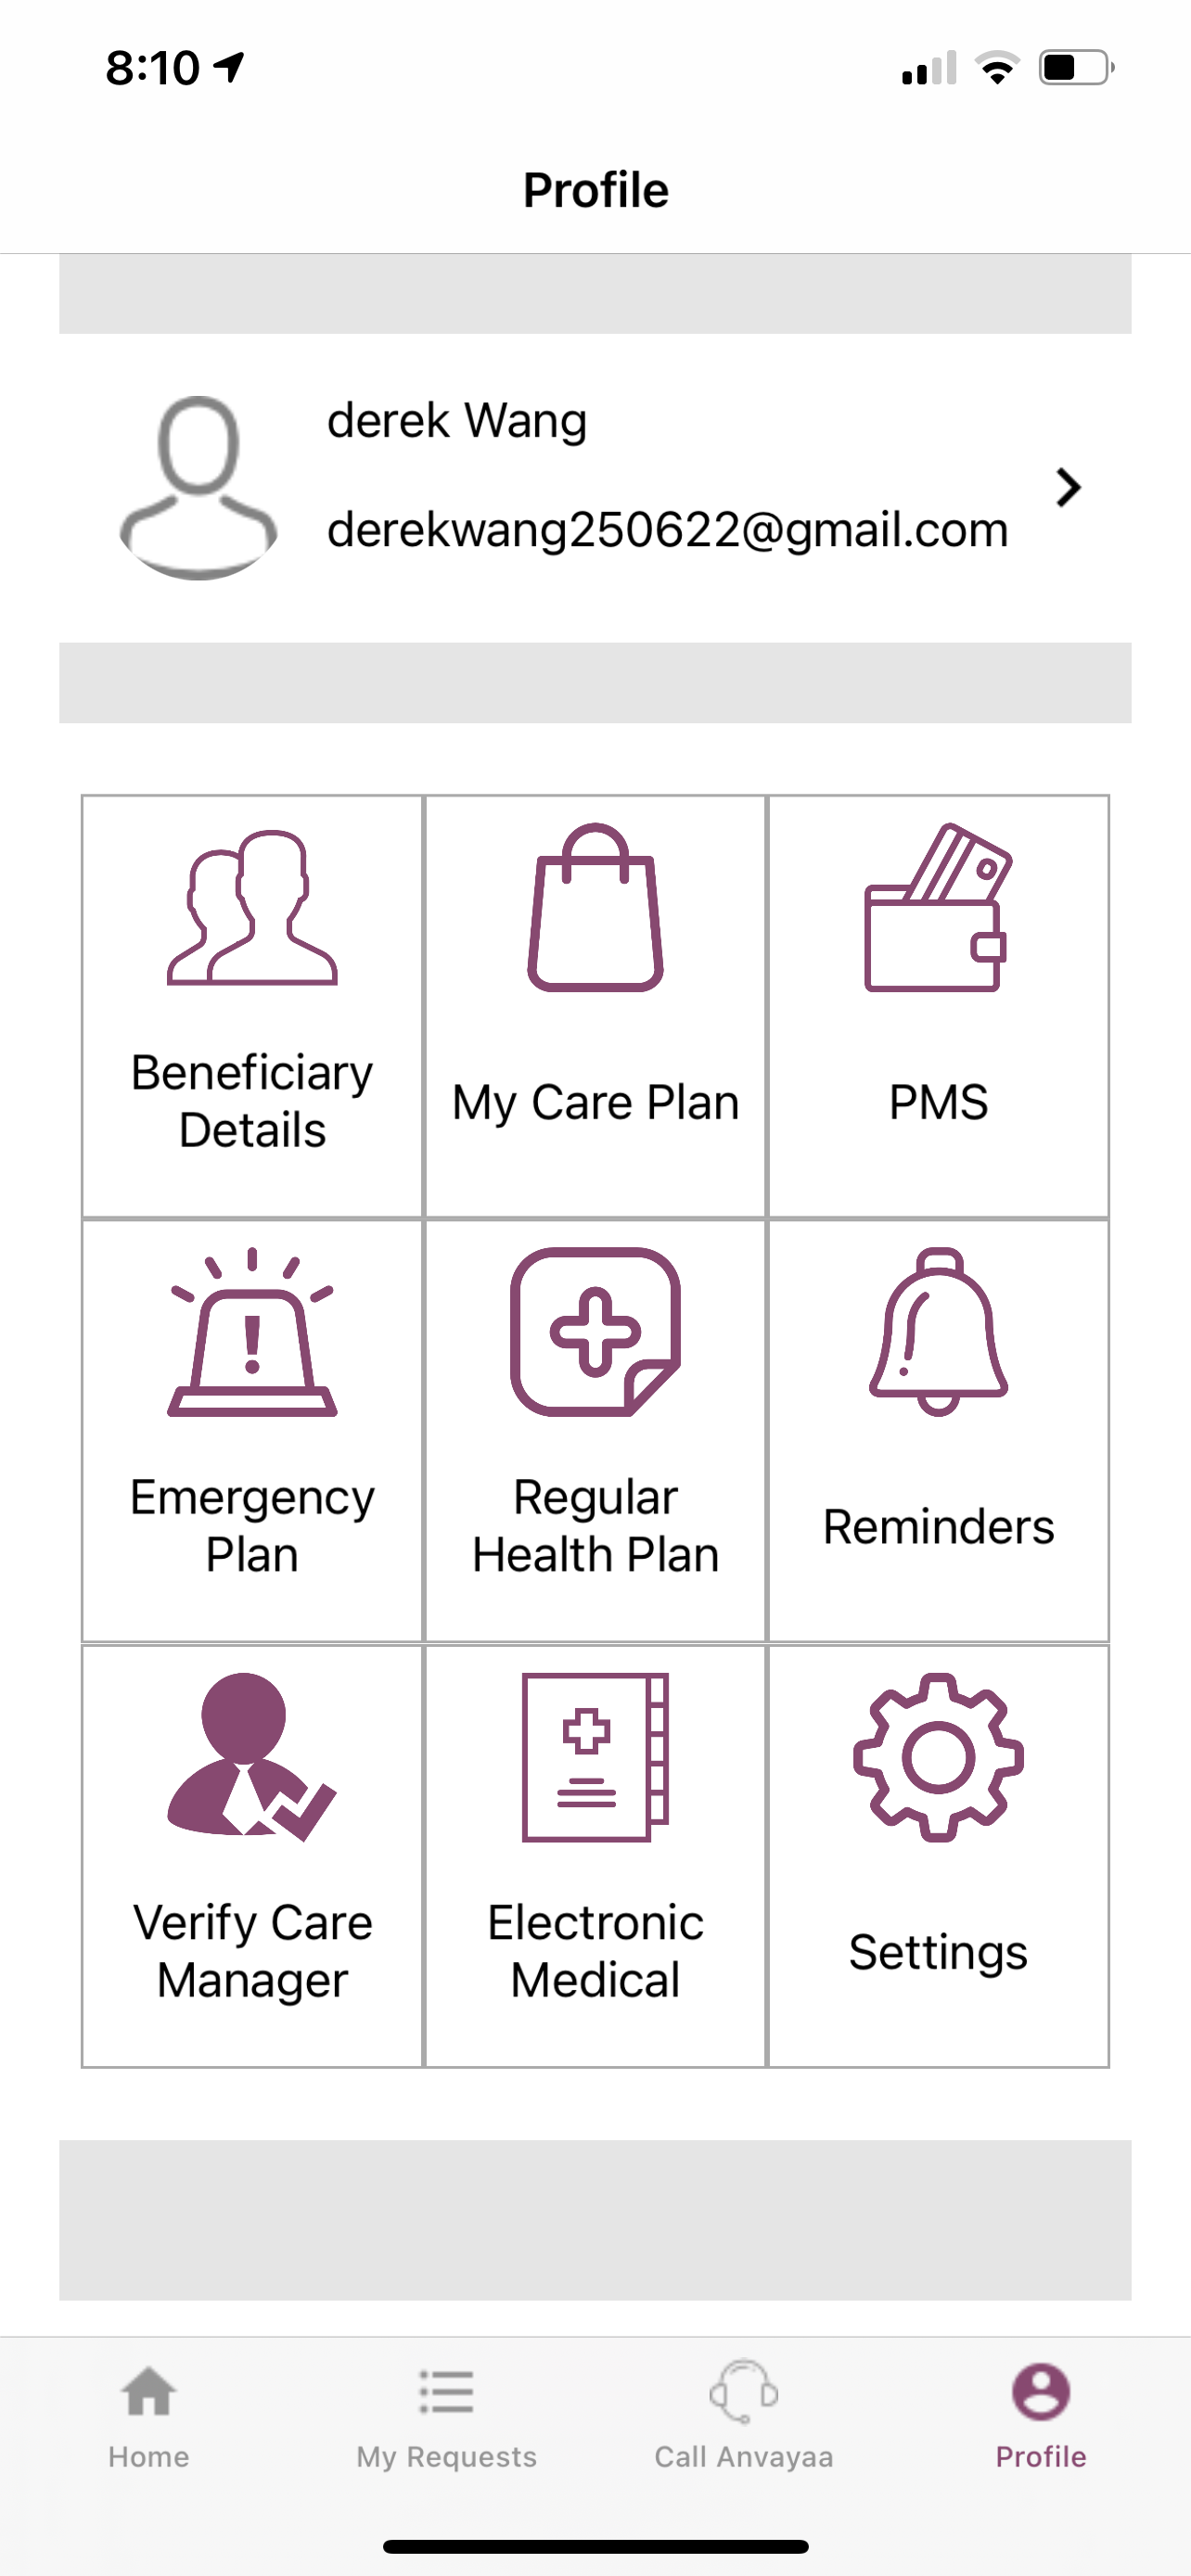 8:10
Profile
derek Wang
derekwang250622@gmail.com
Beneficiary
Details
My Care Plan
PMS
Emergency
Plan
Regular
Health Plan
Reminders
Verify Care
Manager
Electronic
Medical
Settings
Home
My Requests
Call Anvayaa
Profile